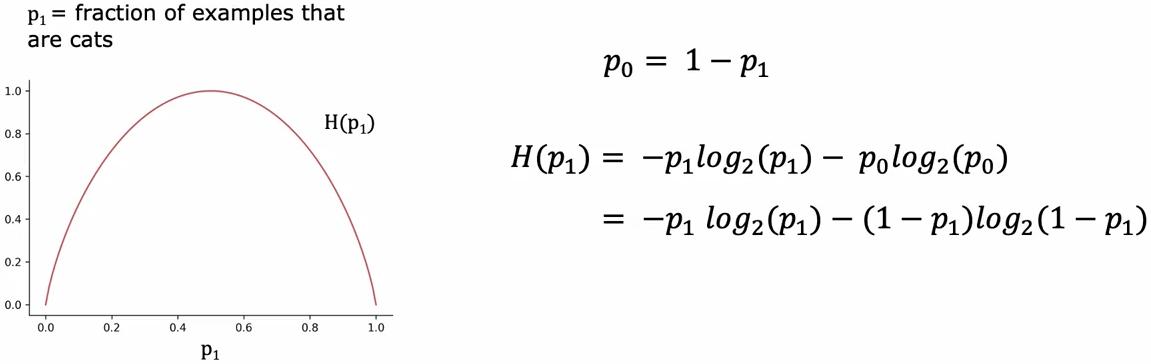 p₁ = fraction of examples that
are cats
1.0
0.8
0.6
0.4
0.2
0.0
H(p₁)
0.0 0.2 0.4 0.6 0.8 1.0
p₁
p₀ = 1 − p₁
H(p₁) = −p₁log₂(p₁) − p₀log₂(p₀)
= −p₁ log₂(p₁) − (1 − p₁)log₂(1 − p₁)